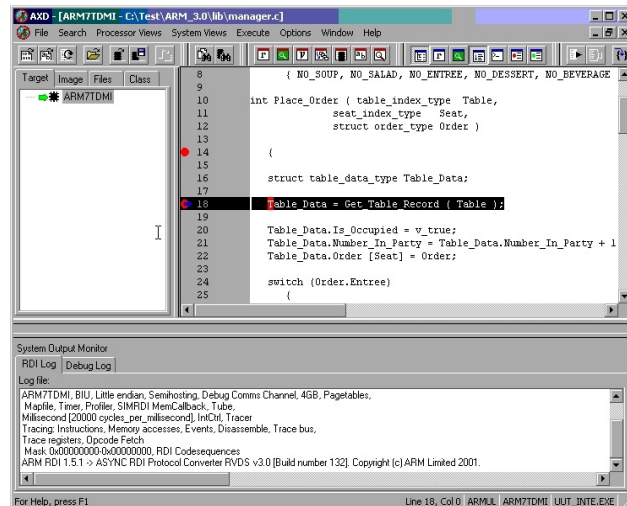 AXD - [ARM7TDMI - C:\Test\ARM_3.0\lib\manager.c]
File Search Processor Views System Views Execute Options Window Help
Target Image Files Class
ARM7TDMI
8 { NO_SOUP, NO_SALAD, NO_ENTREE, NO_DESSERT, NO_BEVERAGE
9
10 int Place_Order ( table_index_type Table,
11 seat_index_type Seat,
12 struct order_type Order )
13
14 {
15
16 struct table_data_type Table_Data;
17
18 Table_Data = Get_Table_Record ( Table );
19
20 Table_Data.Is_Occupied = v_true;
21 Table_Data.Number_In_Party = Table_Data.Number_In_Party + 1
22 Table_Data.Order [Seat] = Order;
23
24 switch (Order.Entree)
25 {
System Output Monitor
RDI Log Debug Log
Log file:
ARM7TDMI, BIU, Little endian, Semihosting, Debug Comms Channel, 4GB, Pagetables,
Mapfile, Timer, Profiler, SIMRDI MemCallback, Tube,
Millisecond [20000 cycles_per_millisecond], IntCtrl, Tracer
Tracing: Instructions, Memory accesses, Events, Disassemble, Trace bus,
Trace registers, Opcode Fetch
Mask 0x00000000-0x00000000, RDI Codesequences
ARM RDI 1.5.1 -> ASYNC RDI Protocol Converter RVDS v3.0 [Build number 132]. Copyright (c) ARM Limited 2001.
For Help, press F1
Line 18, Col 0 ARMUL ARM7TDMI UUT_INTE.EXE